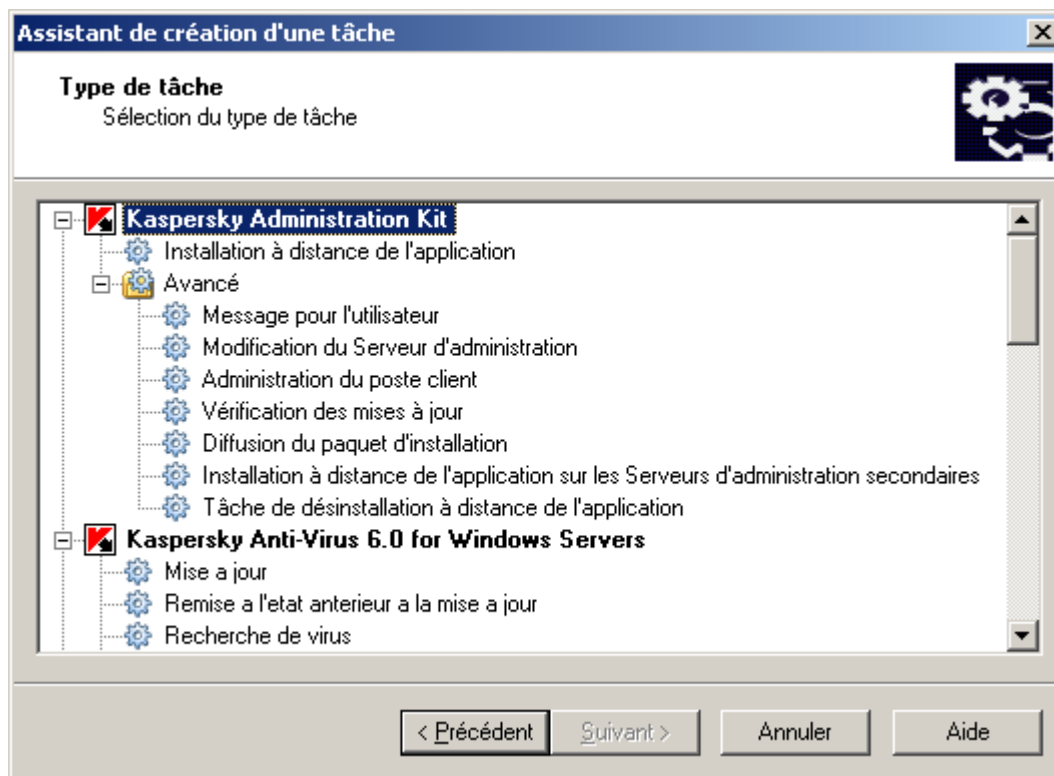 Assistant de création d'une tâche
Type de tâche
Sélection du type de tâche
Kaspersky Administration Kit
Installation à distance de l'application
Avancé
Message pour l'utilisateur
Modification du Serveur d'administration
Administration du poste client
Vérification des mises à jour
Diffusion du paquet d'installation
Installation à distance de l'application sur les Serveurs d'administration secondaires
Tâche de désinstallation à distance de l'application
Kaspersky Anti-Virus 6.0 for Windows Servers
Mise a jour
Remise a l'etat anterieur a la mise a jour
Recherche de virus
< Précédent Suivant > Annuler Aide